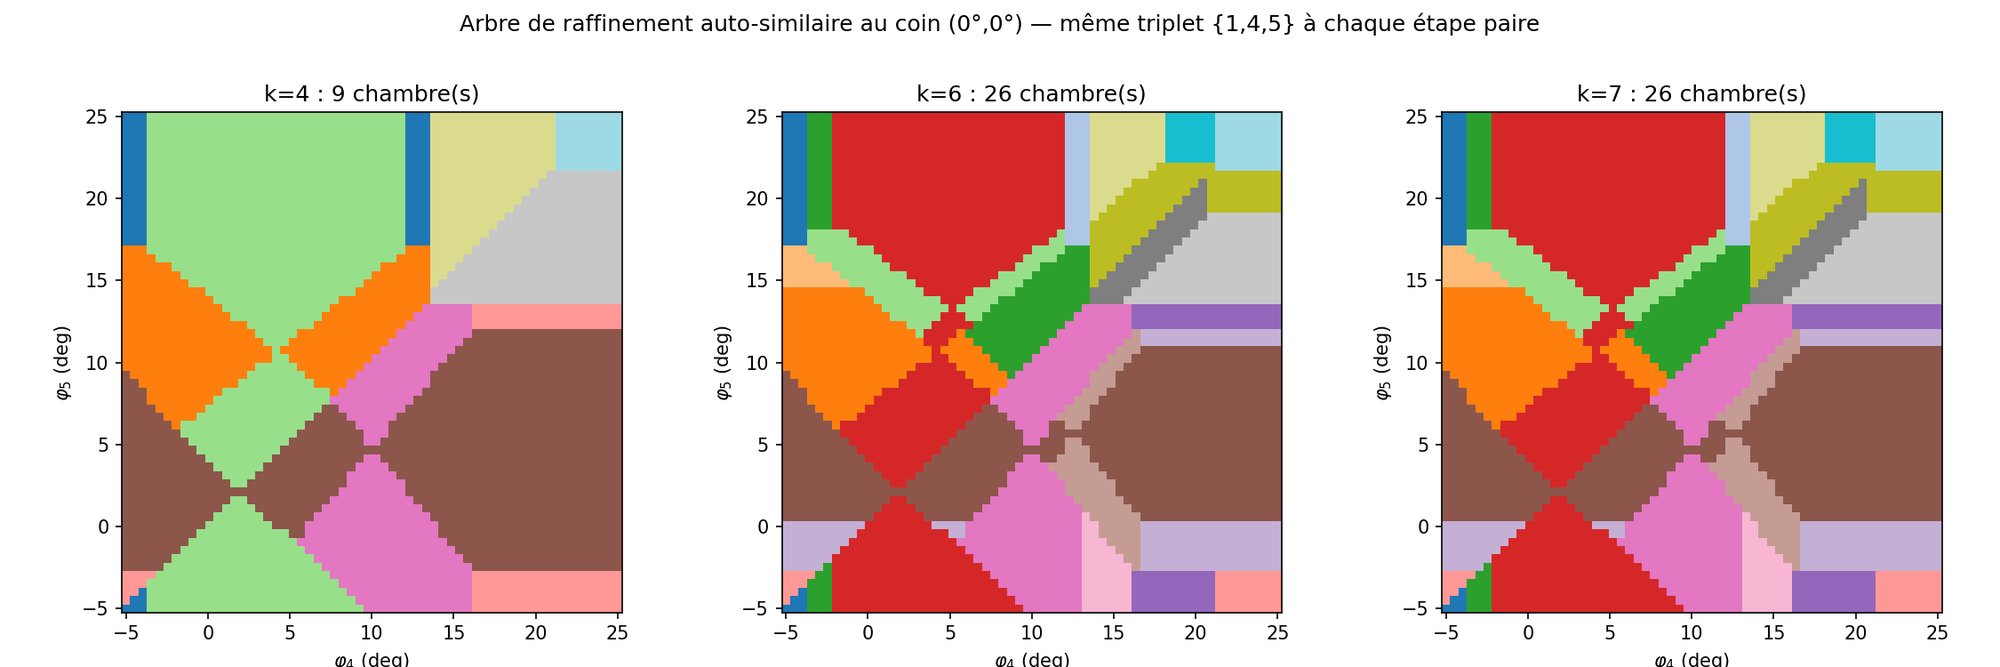 Arbre de raffinement auto-similaire au coin (0°,0°) — même triplet {1,4,5} à chaque étape paire
k=4 : 9 chambre(s)
25
20
15
10
5
0
−5
φ₅ (deg)
−5 0 5 10 15 20 25
φ₄ (deg)
k=6 : 26 chambre(s)
25
20
15
10
5
0
−5
φ₅ (deg)
−5 0 5 10 15 20 25
φ₄ (deg)
k=7 : 26 chambre(s)
25
20
15
10
5
0
−5
φ₅ (deg)
−5 0 5 10 15 20 25
φ₄ (deg)